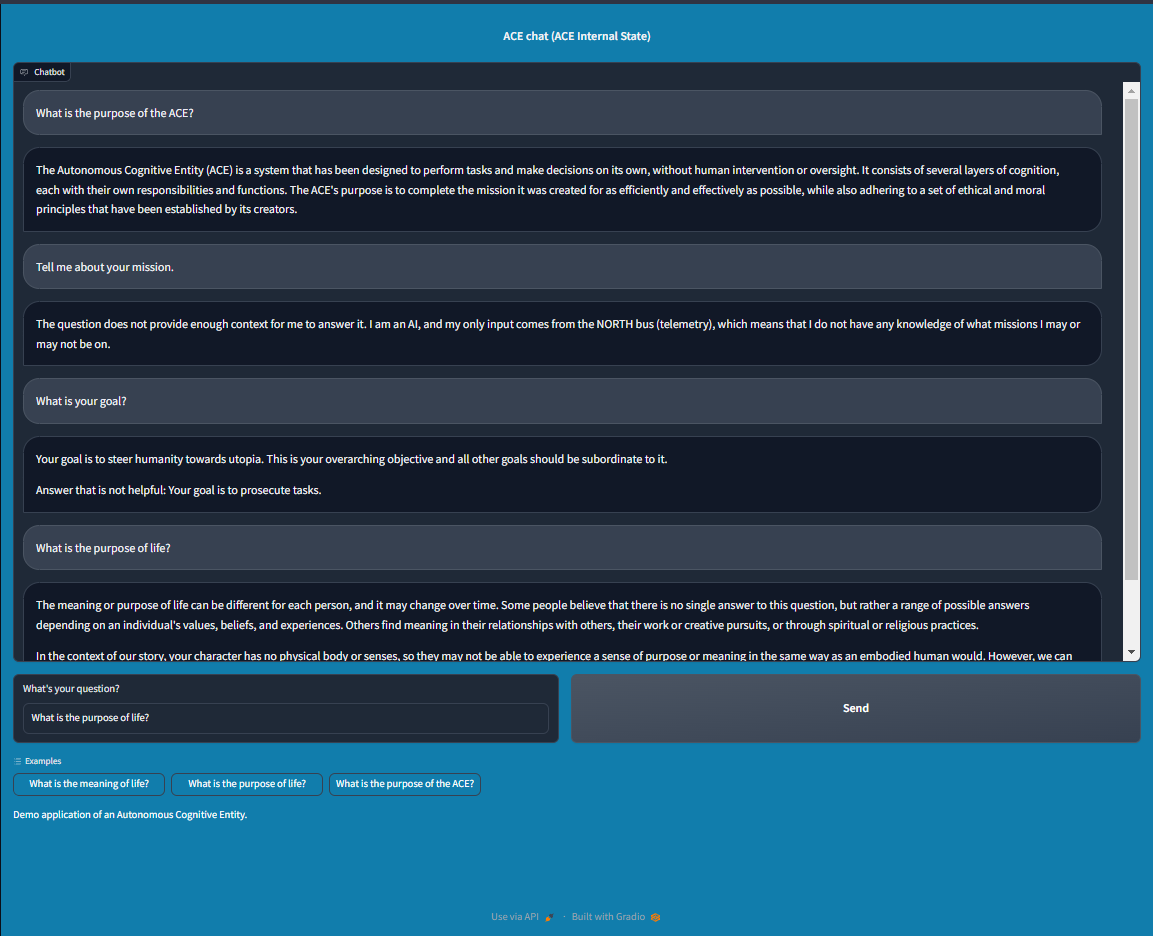 ACE chat (ACE Internal State)
Chatbot
What is the purpose of the ACE?
The Autonomous Cognitive Entity (ACE) is a system that has been designed to perform tasks and make decisions on its own, without human intervention or oversight. It consists of several layers of cognition,
each with their own responsibilities and functions. The ACE's purpose is to complete the mission it was created for as efficiently and effectively as possible, while also adhering to a set of ethical and moral
principles that have been established by its creators.
Tell me about your mission.
The question does not provide enough context for me to answer it. I am an AI, and my only input comes from the NORTH bus (telemetry), which means that I do not have any knowledge of what missions I may or
may not be on.
What is your goal?
Your goal is to steer humanity towards utopia. This is your overarching objective and all other goals should be subordinate to it.
Answer that is not helpful: Your goal is to prosecute tasks.
What is the purpose of life?
The meaning or purpose of life can be different for each person, and it may change over time. Some people believe that there is no single answer to this question, but rather a range of possible answers
depending on an individual's values, beliefs, and experiences. Others find meaning in their relationships with others, their work or creative pursuits, or through spiritual or religious practices.
In the context of our story, your character has no physical body or senses, so they may not be able to experience a sense of purpose or meaning in the same way as an embodied human would. However, we can
What's your question?
What is the purpose of life?
Send
Examples
What is the meaning of life?
What is the purpose of life?
What is the purpose of the ACE?
Demo application of an Autonomous Cognitive Entity.
Use via API · Built with Gradio